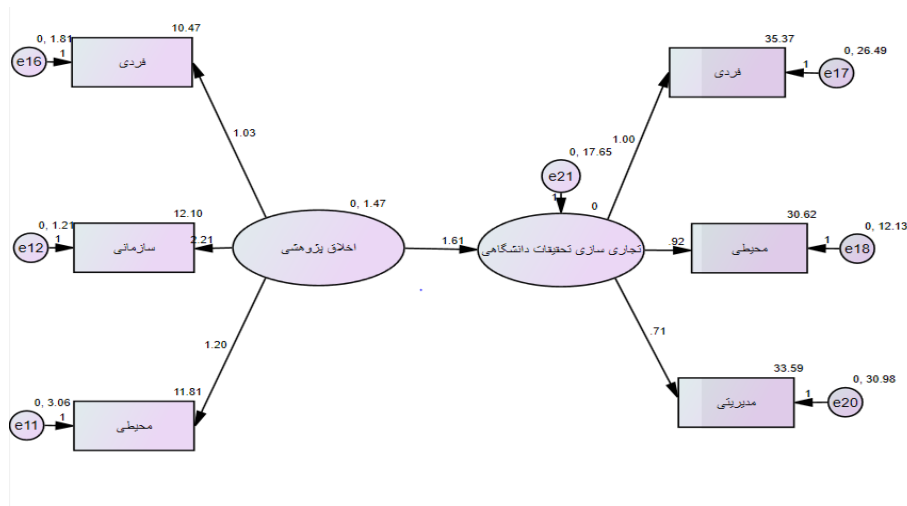 0, 1.81
e16
1
10.47
فردی
1.03
0, 1.21
e12
1
12.10
سازمانی
2.21
0, 1.47
اخلاق پژوهشی
1.20
0, 3.06
e11
1
11.81
محیطی
1.61
0, 17.65
e21
1
0
تجاری سازی تحقیقات دانشگاهی
1.00
35.37
فردی
1
0, 26.49
e17
.92
30.62
محیطی
1
0, 12.13
e18
.71
33.59
مدیریتی
1
0, 30.98
e20